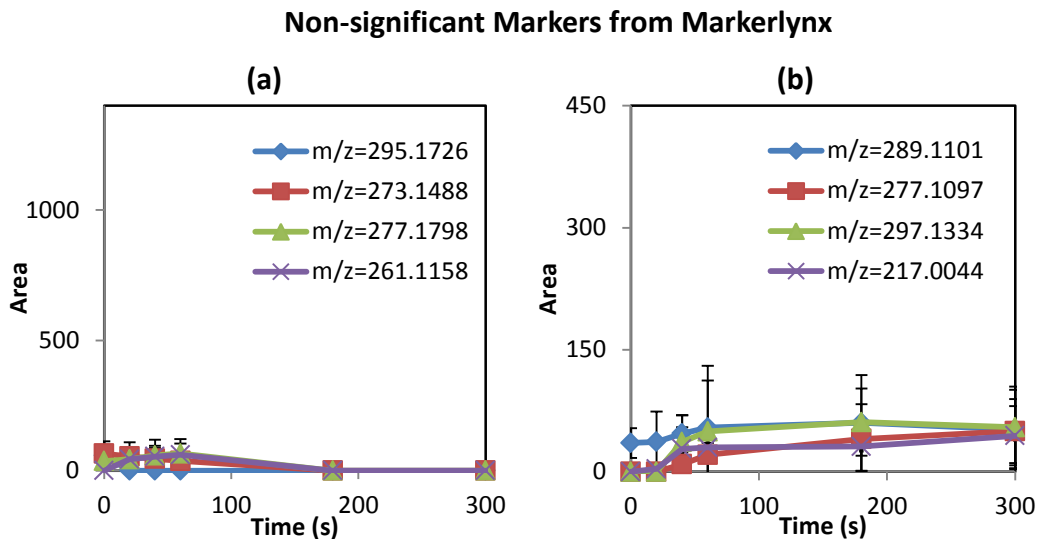 Non-significant Markers from Markerlynx
(a)
m/z=295.1726
m/z=273.1488
m/z=277.1798
m/z=261.1158
1000
500
0
Area
0 100 200 300
Time (s)
(b)
m/z=289.1101
m/z=277.1097
m/z=297.1334
m/z=217.0044
450
300
150
0
Area
0 100 200 300
Time (s)